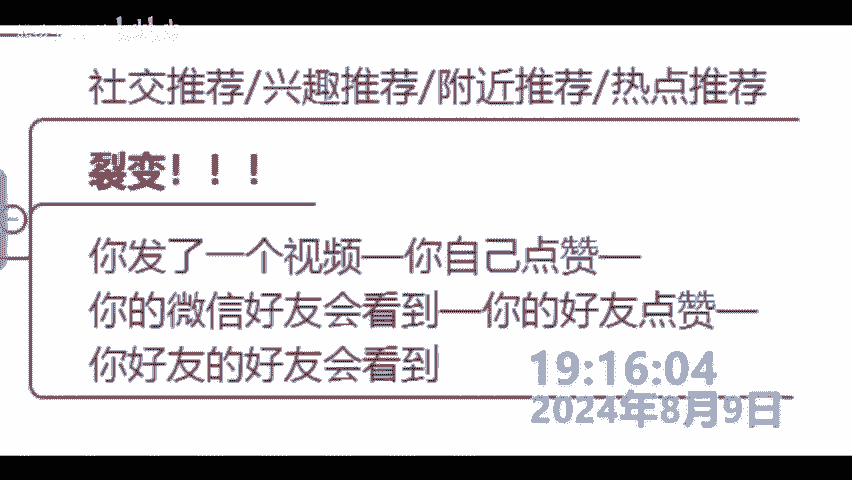 社交推荐/兴趣推荐/附近推荐/热点推荐
裂变！！！
你发了一个视频—你自己点赞—
你的微信好友会看到—你的好友点赞—
你好友的好友会看到
19:16:04
2024年8月9日